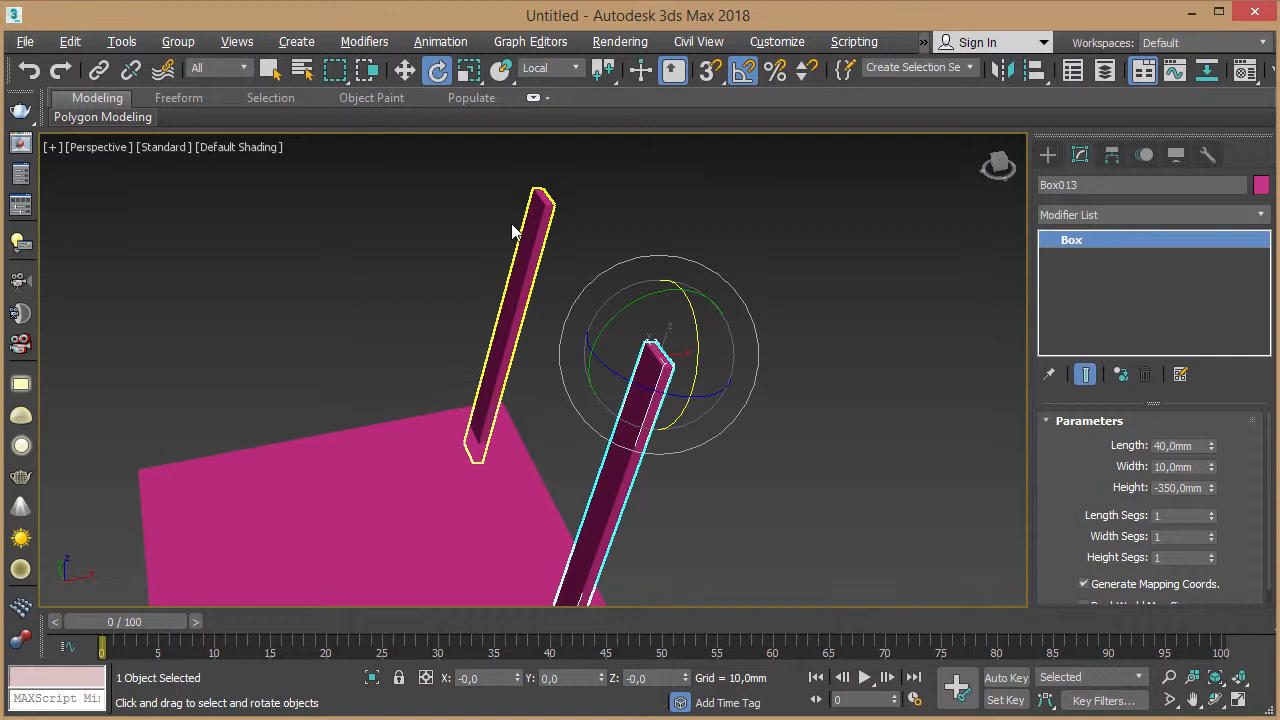 Untitled - Autodesk 3ds Max 2018
File Edit Tools Group Views Create Modifiers Animation Graph Editors Rendering Civil View Customize Scripting » Sign In Workspaces: Default
All Local Create Selection Se
Modeling Freeform Selection Object Paint Populate
Polygon Modeling
[+] [Perspective ] [Standard ] [Default Shading ]
Box013
Modifier List
Box
z
x
Parameters
Length: 40,0mm
Width: 10,0mm
Height: -350,0mm
Length Segs: 1
Width Segs: 1
Height Segs: 1
Generate Mapping Coords.
z
x
< 0 / 100 >
0 5 10 15 20 25 30 35 40 45 50 55 60 65 70 75 80 85 90 95 100
1 Object Selected X: -0,0 Y: 0,0 Z: -0,0 Grid = 10,0mm Auto Key Selected
MAXScript Mi Click and drag to select and rotate objects Add Time Tag 0 Set Key Key Filters...